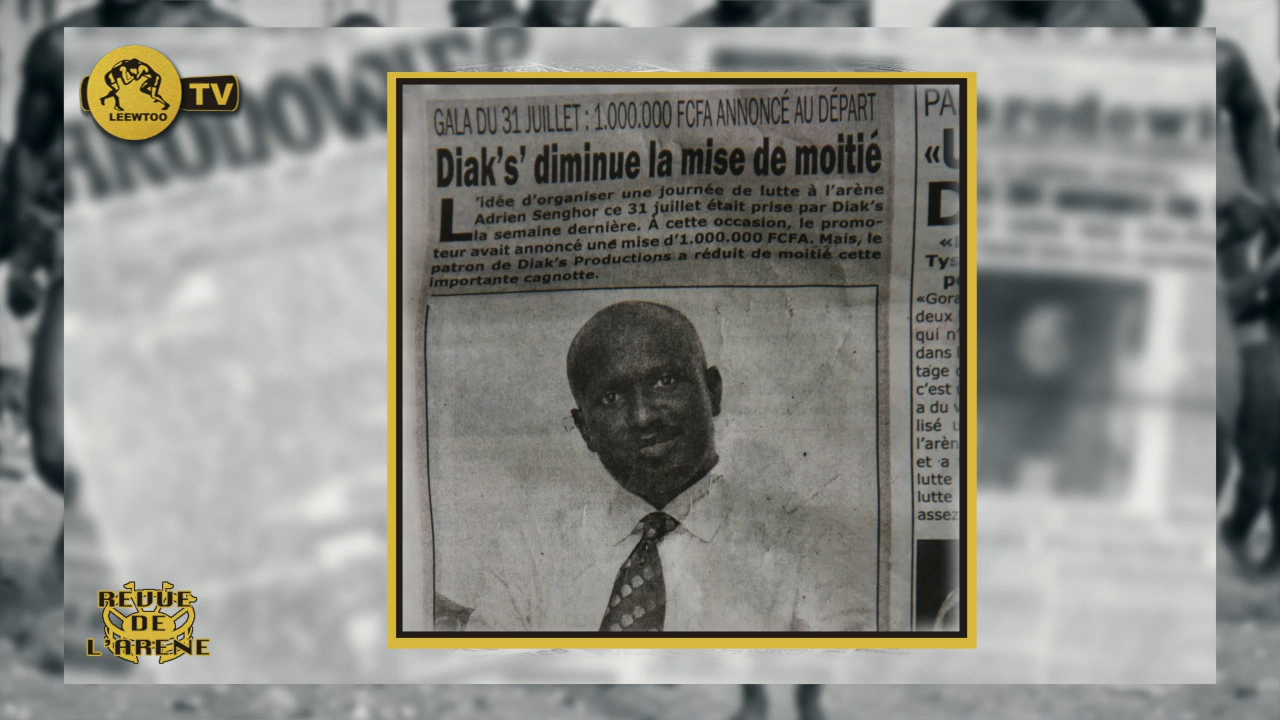 LEEWTOO
TV
GALA DU 31 JUILLET : 1.000.000 FCFA ANNONCÉ AU DÉPART
Diak's' diminue la mise de moitié
L'idée d'organiser une journée de lutte à l'arène
Adrien Senghor ce 31 juillet était prise par Diak's
la semaine dernière. À cette occasion, le promo-
teur avait annoncé une mise d'1.000.000 FCFA. Mais, le
patron de Diak's Productions a réduit de moitié cette
importante cagnotte.
PA
«U
D
«
Ty
p
«Gora
deux
qui n'
dans
tage
c'est
a du
lisé
l'arèn
et a
lutte
lutte
assez
REVUE
DE
L'ARENE